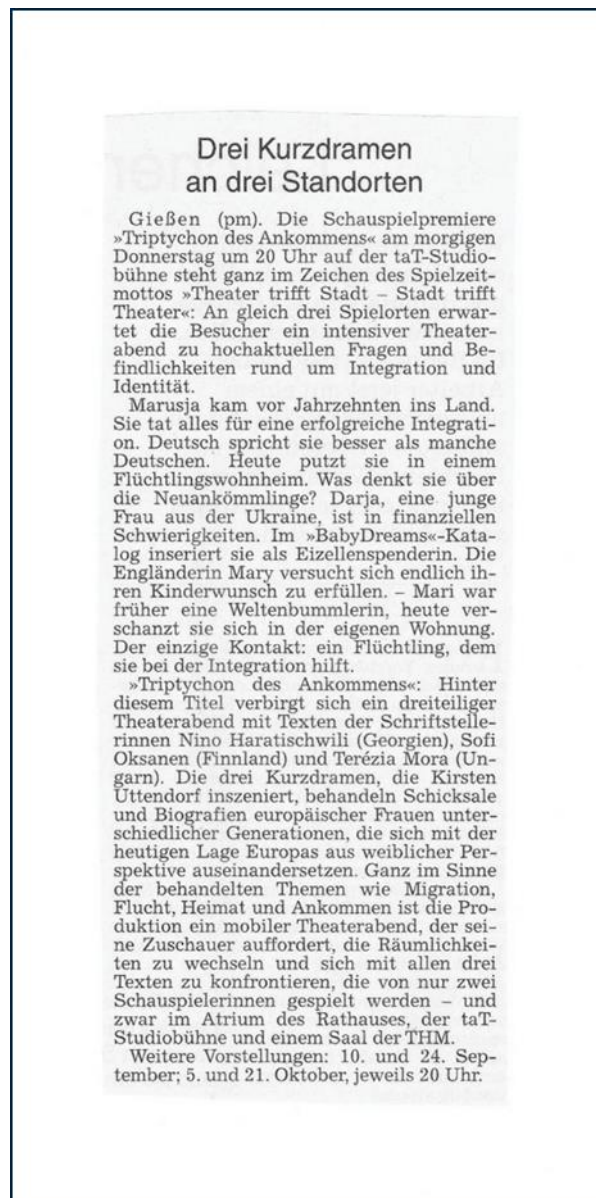 Drei Kurzdramen
an drei Standorten
Gießen (pm). Die Schauspielpremiere
»Triptychon des Ankommens« am morgigen
Donnerstag um 20 Uhr auf der taT-Studio-
bühne steht ganz im Zeichen des Spielzeit-
mottos »Theater trifft Stadt – Stadt trifft
Theater«: An gleich drei Spielorten erwar-
tet die Besucher ein intensiver Theater-
abend zu hochaktuellen Fragen und Be-
findlichkeiten rund um Integration und
Identität.
Marusja kam vor Jahrzehnten ins Land.
Sie tat alles für eine erfolgreiche Integrati-
on. Deutsch spricht sie besser als manche
Deutschen. Heute putzt sie in einem
Flüchtlingswohnheim. Was denkt sie über
die Neuankömmlinge? Darja, eine junge
Frau aus der Ukraine, ist in finanziellen
Schwierigkeiten. Im »BabyDreams«-Kata-
log inseriert sie als Eizellenspenderin. Die
Engländerin Mary versucht sich endlich ih-
ren Kinderwunsch zu erfüllen. – Mari war
früher eine Weltenbummlerin, heute ver-
schanzt sie sich in der eigenen Wohnung.
Der einzige Kontakt: ein Flüchtling, dem
sie bei der Integration hilft.
»Triptychon des Ankommens«: Hinter
diesem Titel verbirgt sich ein dreiteiliger
Theaterabend mit Texten der Schriftstelle-
rinnen Nino Haratischwili (Georgien), Sofi
Oksanen (Finnland) und Terézia Mora (Un-
garn). Die drei Kurzdramen, die Kirsten
Uttendorf inszeniert, behandeln Schicksale
und Biografien europäischer Frauen unter-
schiedlicher Generationen, die sich mit der
heutigen Lage Europas aus weiblicher Per-
spektive auseinandersetzen. Ganz im Sinne
der behandelten Themen wie Migration,
Flucht, Heimat und Ankommen ist die Pro-
duktion ein mobiler Theaterabend, der sei-
ne Zuschauer auffordert, die Räumlichkei-
ten zu wechseln und sich mit allen drei
Texten zu konfrontieren, die von nur zwei
Schauspielerinnen gespielt werden – und
zwar im Atrium des Rathauses, der taT-
Studiobühne und einem Saal der THM.
Weitere Vorstellungen: 10. und 24. Sep-
tember; 5. und 21. Oktober, jeweils 20 Uhr.